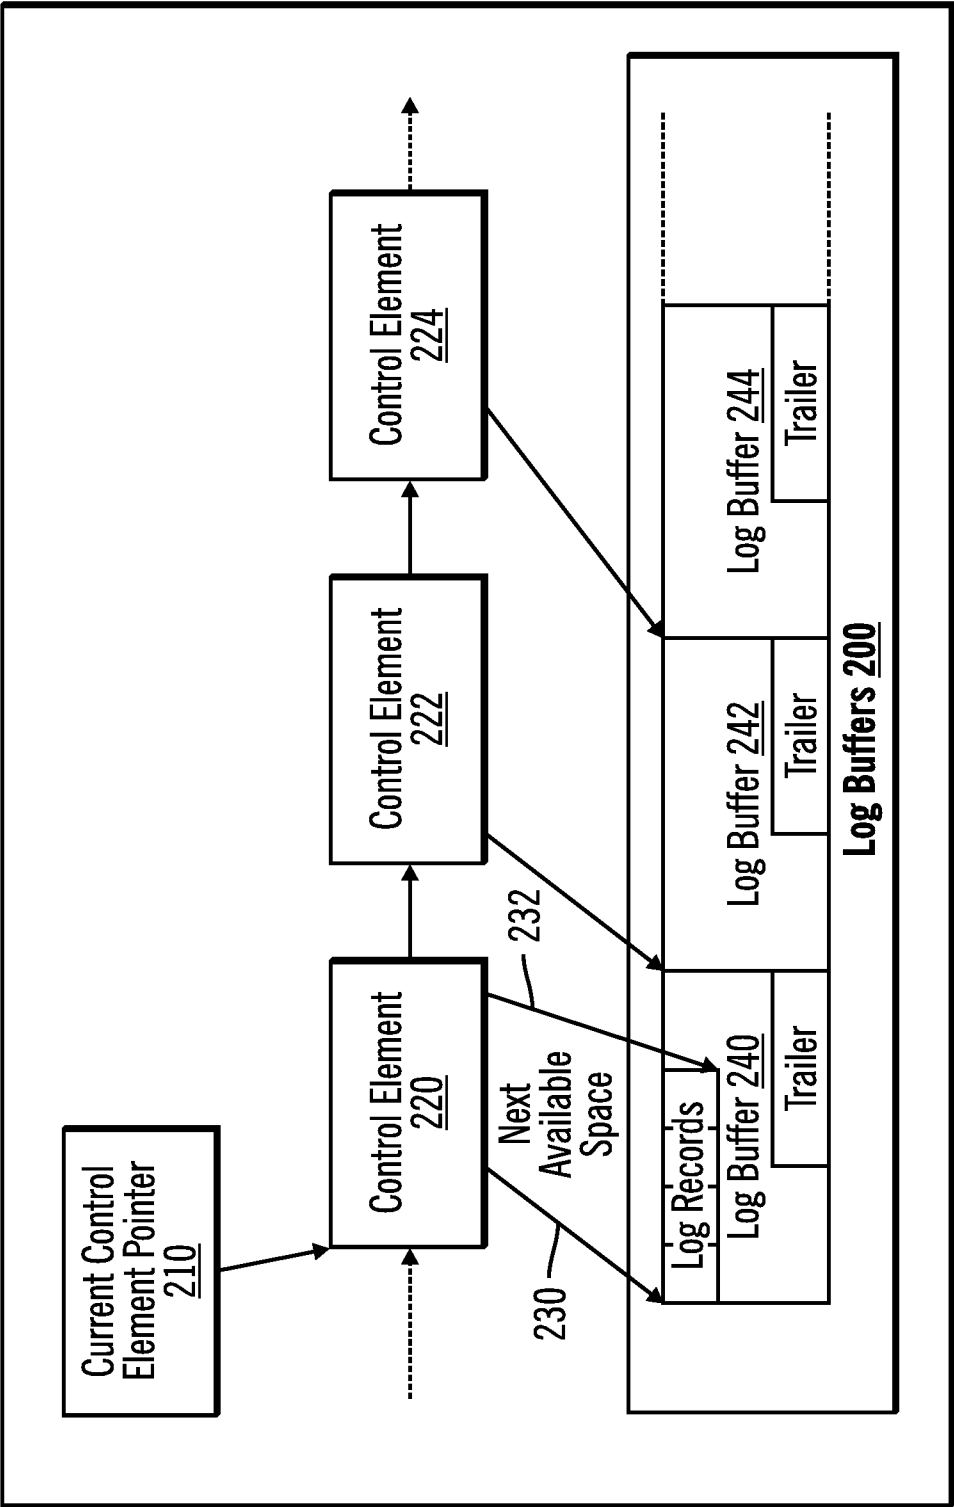 Current Control
Element Pointer
210
Control Element
220
Control Element
222
Control Element
224
230
Next
Available
Space
232
Log Records
Log Buffer 240
Trailer
Log Buffer 242
Trailer
Log Buffer 244
Trailer
Log Buffers 200